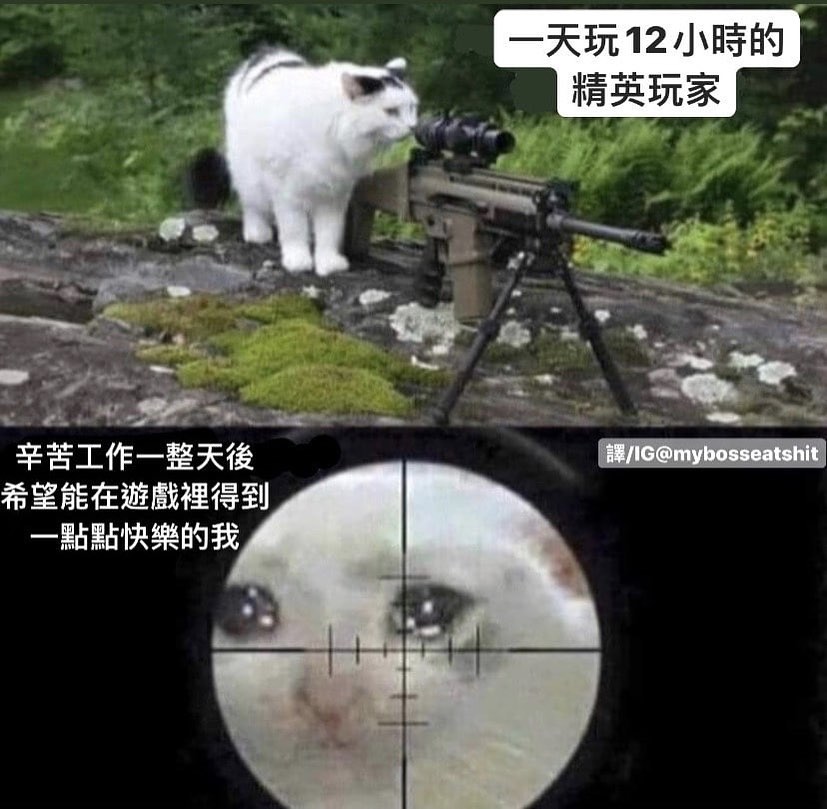 一天玩12小時的
精英玩家
辛苦工作一整天後
希望能在遊戲裡得到
一點點快樂的我
譯/IG@mybosseatshit